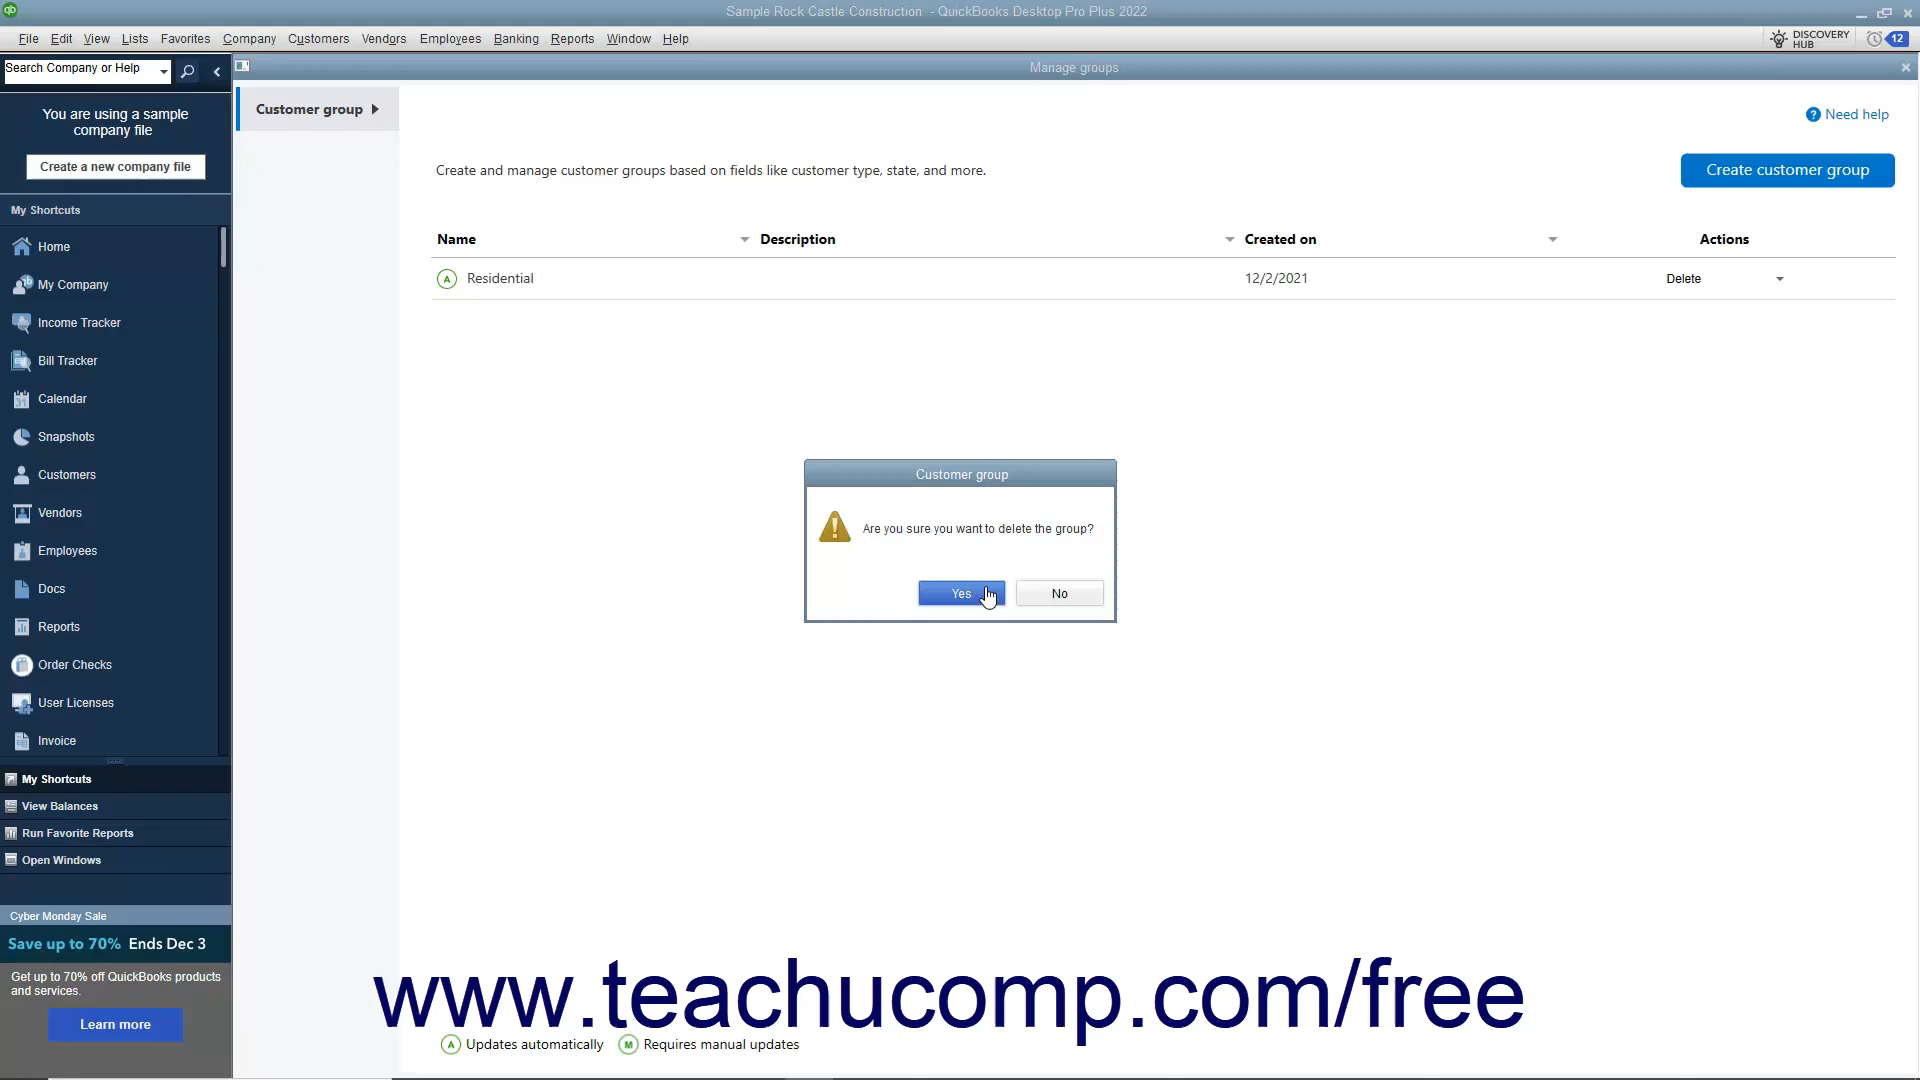 qb
Sample Rock Castle Construction - QuickBooks Desktop Pro Plus 2022
File Edit View Lists Favorites Company Customers Vendors Employees Banking Reports Window Help
DISCOVERY
HUB
12
Search Company or Help
Manage groups
You are using a sample
company file
Create a new company file
My Shortcuts
Home
My Company
Income Tracker
Bill Tracker
31
Calendar
Snapshots
Customers
Vendors
Employees
Docs
Reports
Order Checks
User Licenses
Invoice
My Shortcuts
View Balances
Run Favorite Reports
Open Windows
Cyber Monday Sale
Save up to 70% Ends Dec 3
Get up to 70% off QuickBooks products
and services.
Learn more
Customer group
? Need help
Create and manage customer groups based on fields like customer type, state, and more.
Create customer group
Name Description Created on Actions
A Residential 12/2/2021 Delete
Customer group
Are you sure you want to delete the group?
Yes No
www.teachucomp.com/free
A Updates automatically M Requires manual updates